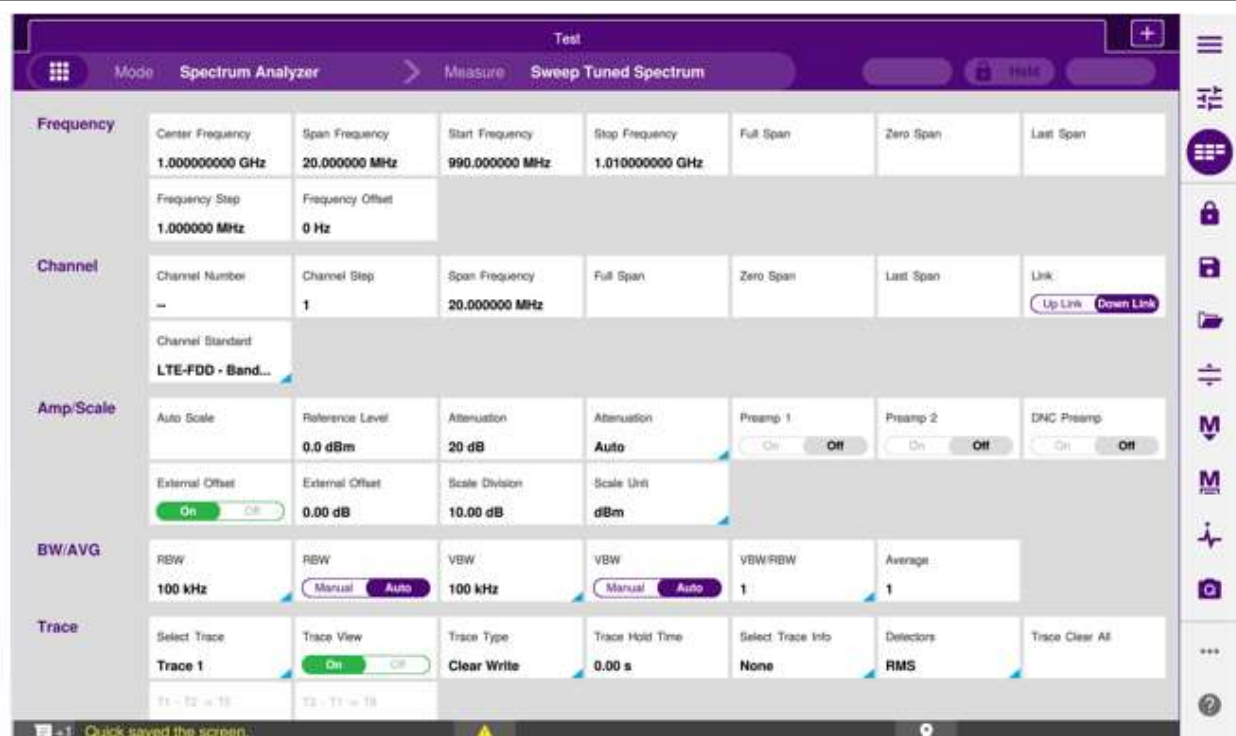 Test
+
Mode Spectrum Analyzer Measure Sweep Tuned Spectrum Hold
Frequency
Center Frequency Span Frequency Start Frequency Stop Frequency Full Span Zero Span Last Span
1.000000000 GHz 20.000000 MHz 990.000000 MHz 1.010000000 GHz
Frequency Step Frequency Offset
1.000000 MHz 0 Hz
Channel
Channel Number Channel Step Span Frequency Full Span Zero Span Last Span Link
-- 1 20.000000 MHz Up Link Down Link
Channel Standard
LTE-FDD - Band...
Amp/Scale
Auto Scale Reference Level Attenuation Attenuation Preamp 1 Preamp 2 DNC Preamp
0.0 dBm 20 dB Auto On Off On Off On Off
External Offset External Offset Scale Division Scale Unit
On Off 0.00 dB 10.00 dB dBm
BW/AVG
RBW RBW VBW VBW VBW/RBW Average
100 kHz Manual Auto 100 kHz Manual Auto 1 1
Trace
Select Trace Trace View Trace Type Trace Hold Time Select Trace Info Detectors Trace Clear All
Trace 1 On Off Clear Write 0.00 s None RMS
+1 Quick saved the screen.
M
M